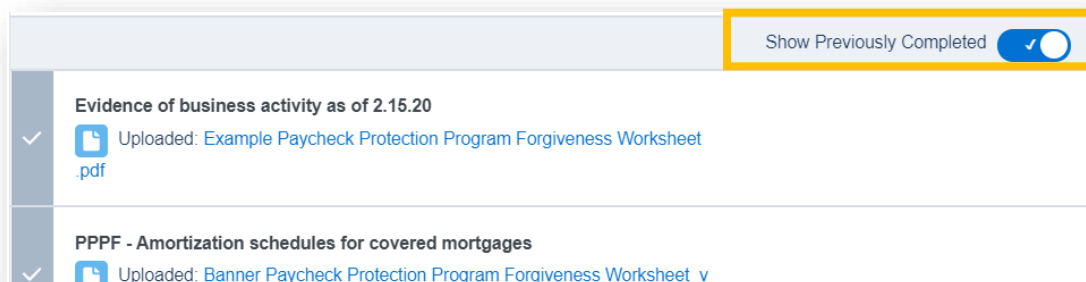 Show Previously Completed
Evidence of business activity as of 2.15.20
Uploaded: Example Paycheck Protection Program Forgiveness Worksheet
.pdf
PPPF - Amortization schedules for covered mortgages
Uploaded: Banner Paycheck Protection Program Forgiveness Worksheet_v